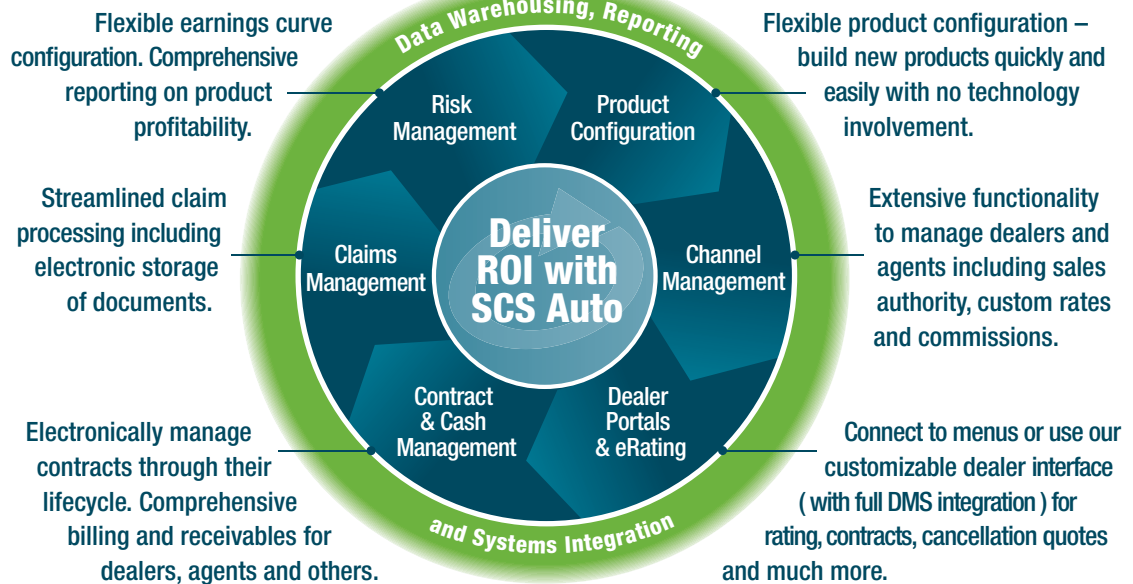 Data Warehousing, Reporting
and Systems Integration
Deliver
ROI with
SCS Auto
Risk
Management
Flexible earnings curve
configuration. Comprehensive
reporting on product
profitability.
Product
Configuration
Flexible product configuration –
build new products quickly and
easily with no technology
involvement.
Claims
Management
Streamlined claim
processing including
electronic storage
of documents.
Channel
Management
Extensive functionality
to manage dealers and
agents including sales
authority, custom rates
and commissions.
Contract
& Cash
Management
Electronically manage
contracts through their
lifecycle. Comprehensive
billing and receivables for
dealers, agents and others.
Dealer
Portals
& eRating
Connect to menus or use our
customizable dealer interface
( with full DMS integration ) for
rating, contracts, cancellation quotes
and much more.